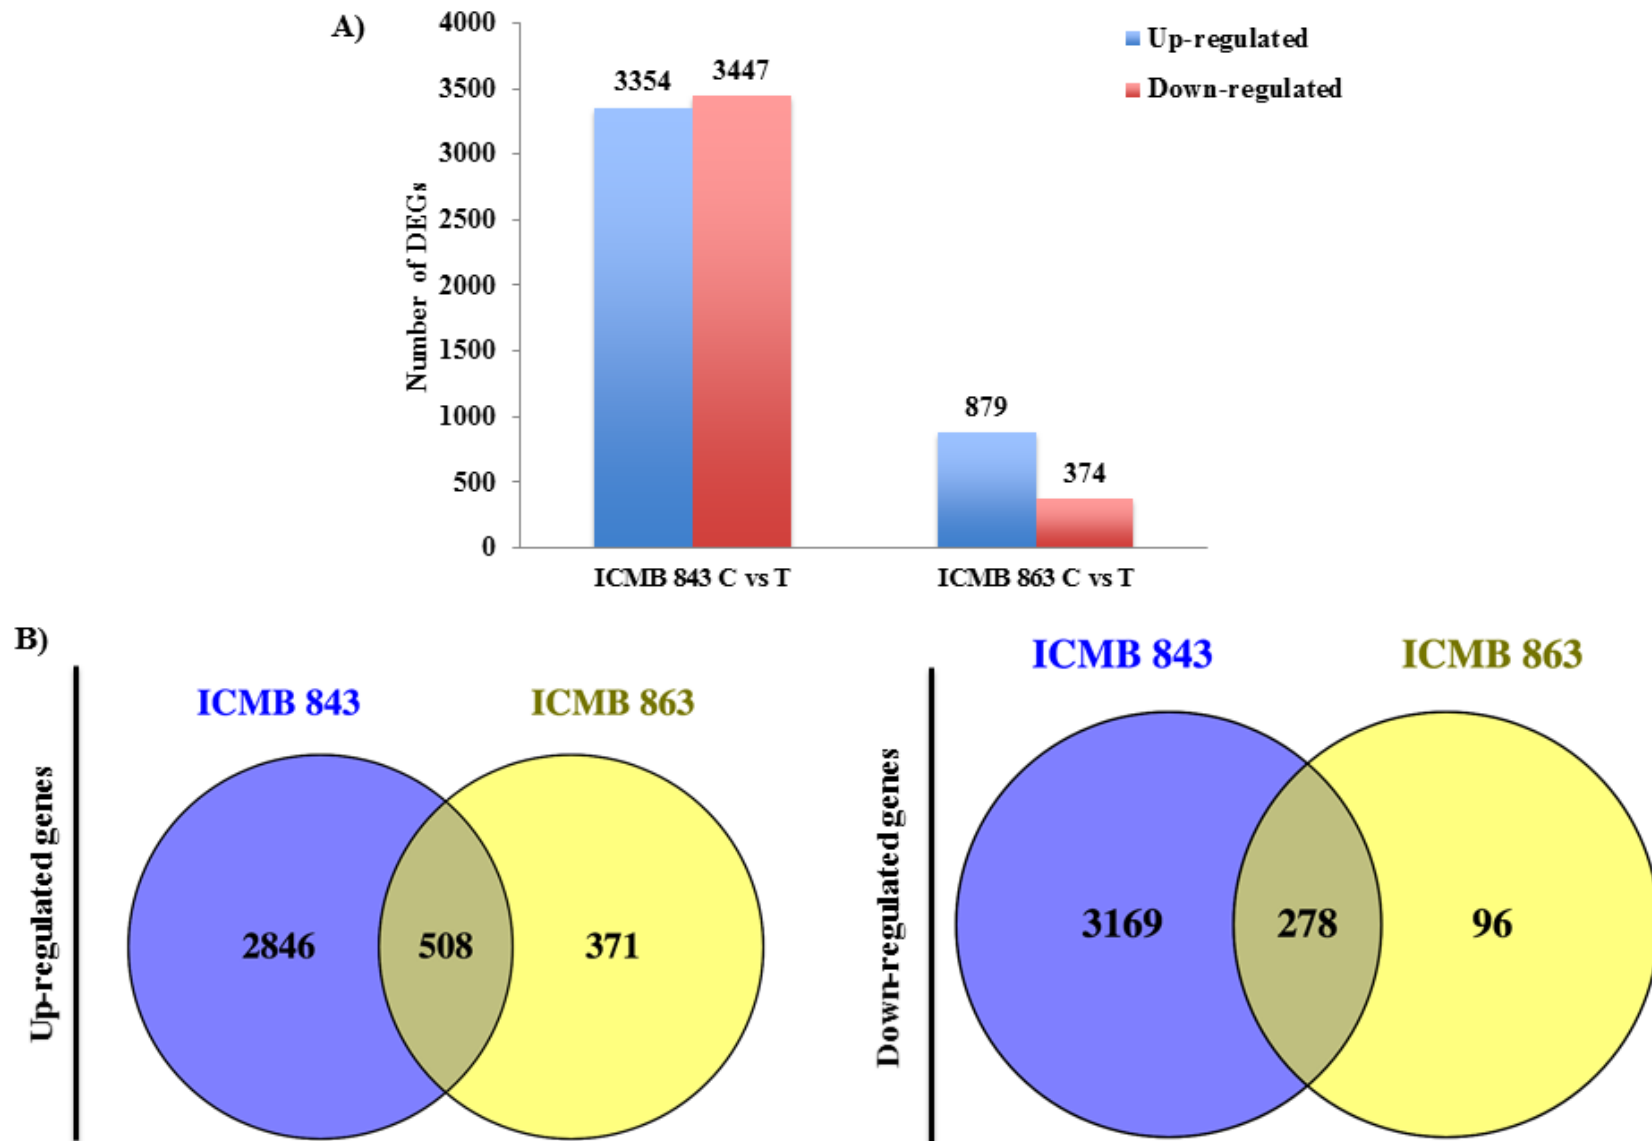 A)
4000
3500
3000
2500
2000
1500
1000
500
0
Number of DEGs
3354
3447
879
374
ICMB 843 C vs T
ICMB 863 C vs T
Up-regulated
Down-regulated
B)
Up-regulated genes
ICMB 843
ICMB 863
2846
508
371
Down-regulated genes
ICMB 843
ICMB 863
3169
278
96